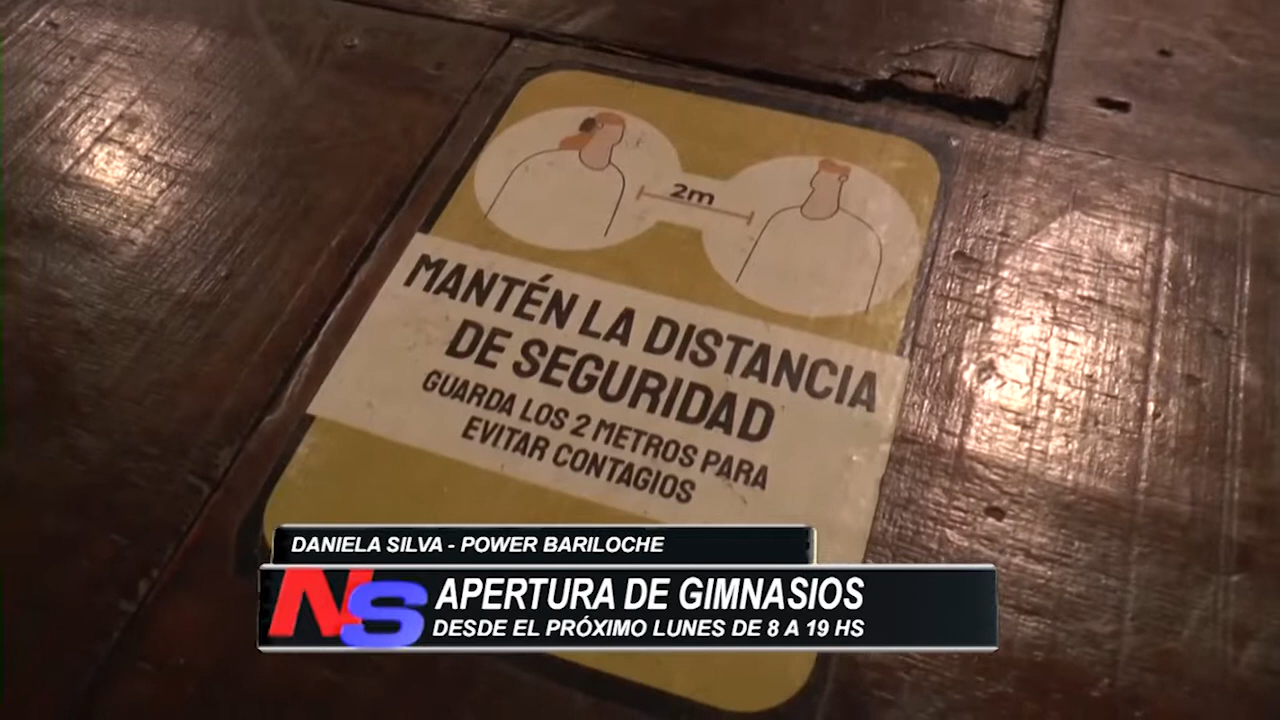 2m
MANTÉN LA DISTANCIA
DE SEGURIDAD
GUARDA LOS 2 METROS PARA
EVITAR CONTAGIOS
DANIELA SILVA - POWER BARILOCHE
NS
APERTURA DE GIMNASIOS
DESDE EL PRÓXIMO LUNES DE 8 A 19 HS